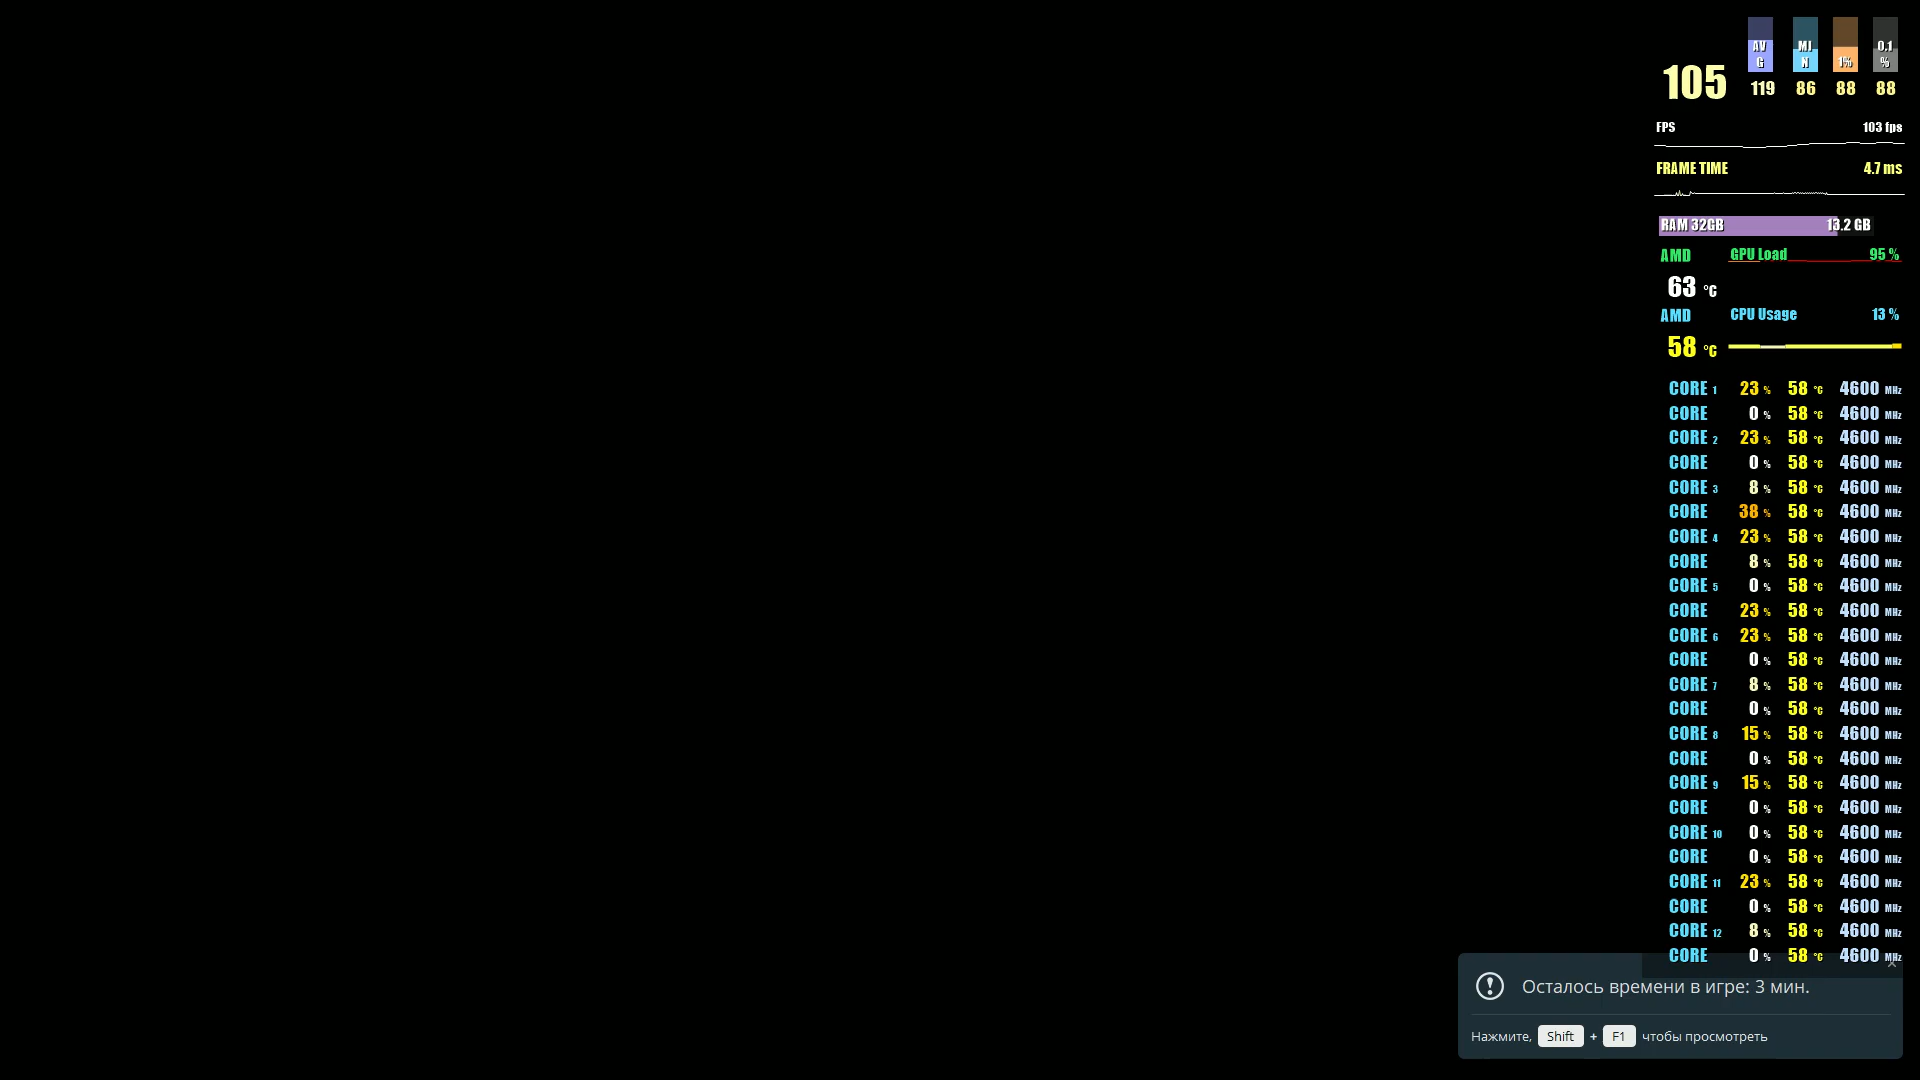 AVG MIN 1% 0.1%
105 119 86 88 88
FPS 103 fps
FRAME TIME 4.7 ms
RAM 32GB 13.2 GB
AMD GPU Load 95 %
63 °C
AMD CPU Usage 13 %
58 °C
CORE 1 23 % 58 °C 4600 MHz
CORE 0 % 58 °C 4600 MHz
CORE 2 23 % 58 °C 4600 MHz
CORE 0 % 58 °C 4600 MHz
CORE 3 8 % 58 °C 4600 MHz
CORE 38 % 58 °C 4600 MHz
CORE 4 23 % 58 °C 4600 MHz
CORE 8 % 58 °C 4600 MHz
CORE 5 0 % 58 °C 4600 MHz
CORE 23 % 58 °C 4600 MHz
CORE 6 23 % 58 °C 4600 MHz
CORE 0 % 58 °C 4600 MHz
CORE 7 8 % 58 °C 4600 MHz
CORE 0 % 58 °C 4600 MHz
CORE 8 15 % 58 °C 4600 MHz
CORE 0 % 58 °C 4600 MHz
CORE 9 15 % 58 °C 4600 MHz
CORE 0 % 58 °C 4600 MHz
CORE 10 0 % 58 °C 4600 MHz
CORE 0 % 58 °C 4600 MHz
CORE 11 23 % 58 °C 4600 MHz
CORE 0 % 58 °C 4600 MHz
CORE 12 8 % 58 °C 4600 MHz
CORE 0 % 58 °C 4600 MHz
Осталось времени в игре: 3 мин.
Нажмите, Shift + F1 чтобы просмотреть